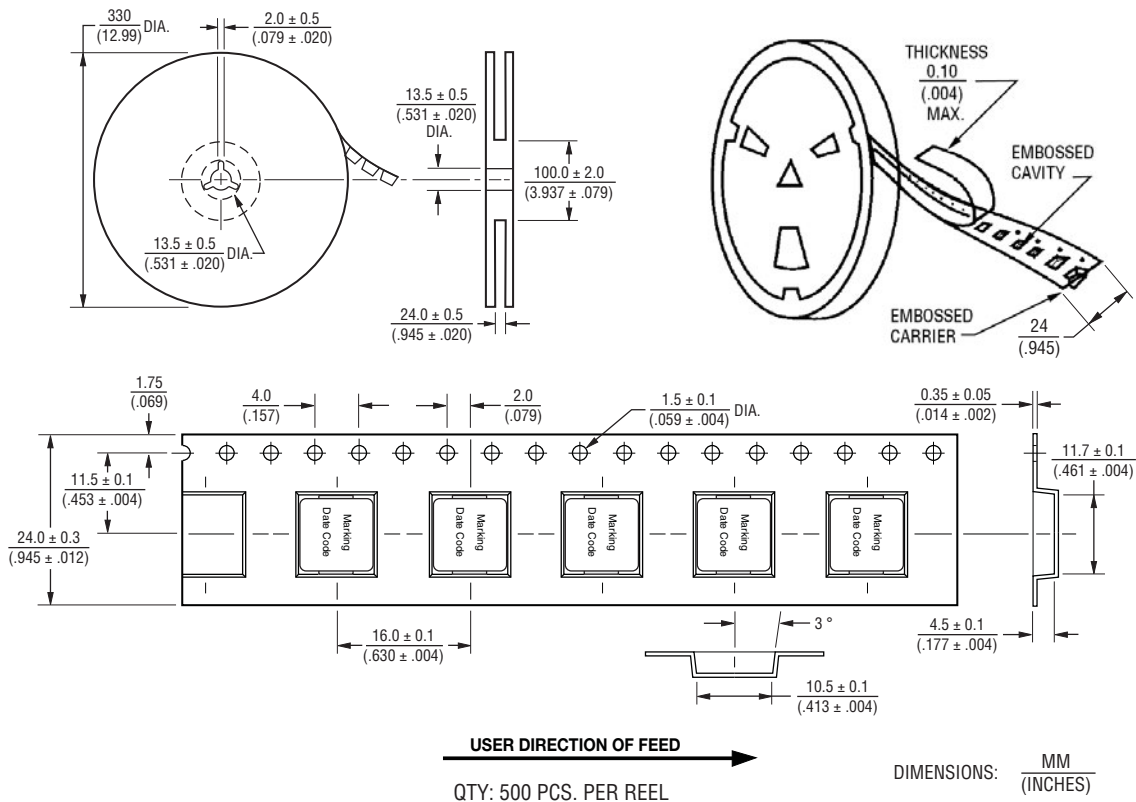 330
(12.99)
DIA.
2.0 ± 0.5
(.079 ± .020)
13.5 ± 0.5
(.531 ± .020)
DIA.
100.0 ± 2.0
(3.937 ± .079)
13.5 ± 0.5
(.531 ± .020)
DIA.
24.0 ± 0.5
(.945 ± .020)
THICKNESS
0.10
(.004)
MAX.
EMBOSSED
CAVITY
EMBOSSED
CARRIER
24
(.945)
1.75
(.069)
4.0
(.157)
2.0
(.079)
1.5 ± 0.1
(.059 ± .004)
DIA.
0.35 ± 0.05
(.014 ± .002)
11.5 ± 0.1
(.453 ± .004)
11.7 ± 0.1
(.461 ± .004)
24.0 ± 0.3
(.945 ± .012)
Marking
Date Code
Marking
Date Code
Marking
Date Code
Marking
Date Code
Marking
Date Code
16.0 ± 0.1
(.630 ± .004)
3 °
4.5 ± 0.1
(.177 ± .004)
10.5 ± 0.1
(.413 ± .004)
USER DIRECTION OF FEED
QTY: 500 PCS. PER REEL
DIMENSIONS:
MM
(INCHES)